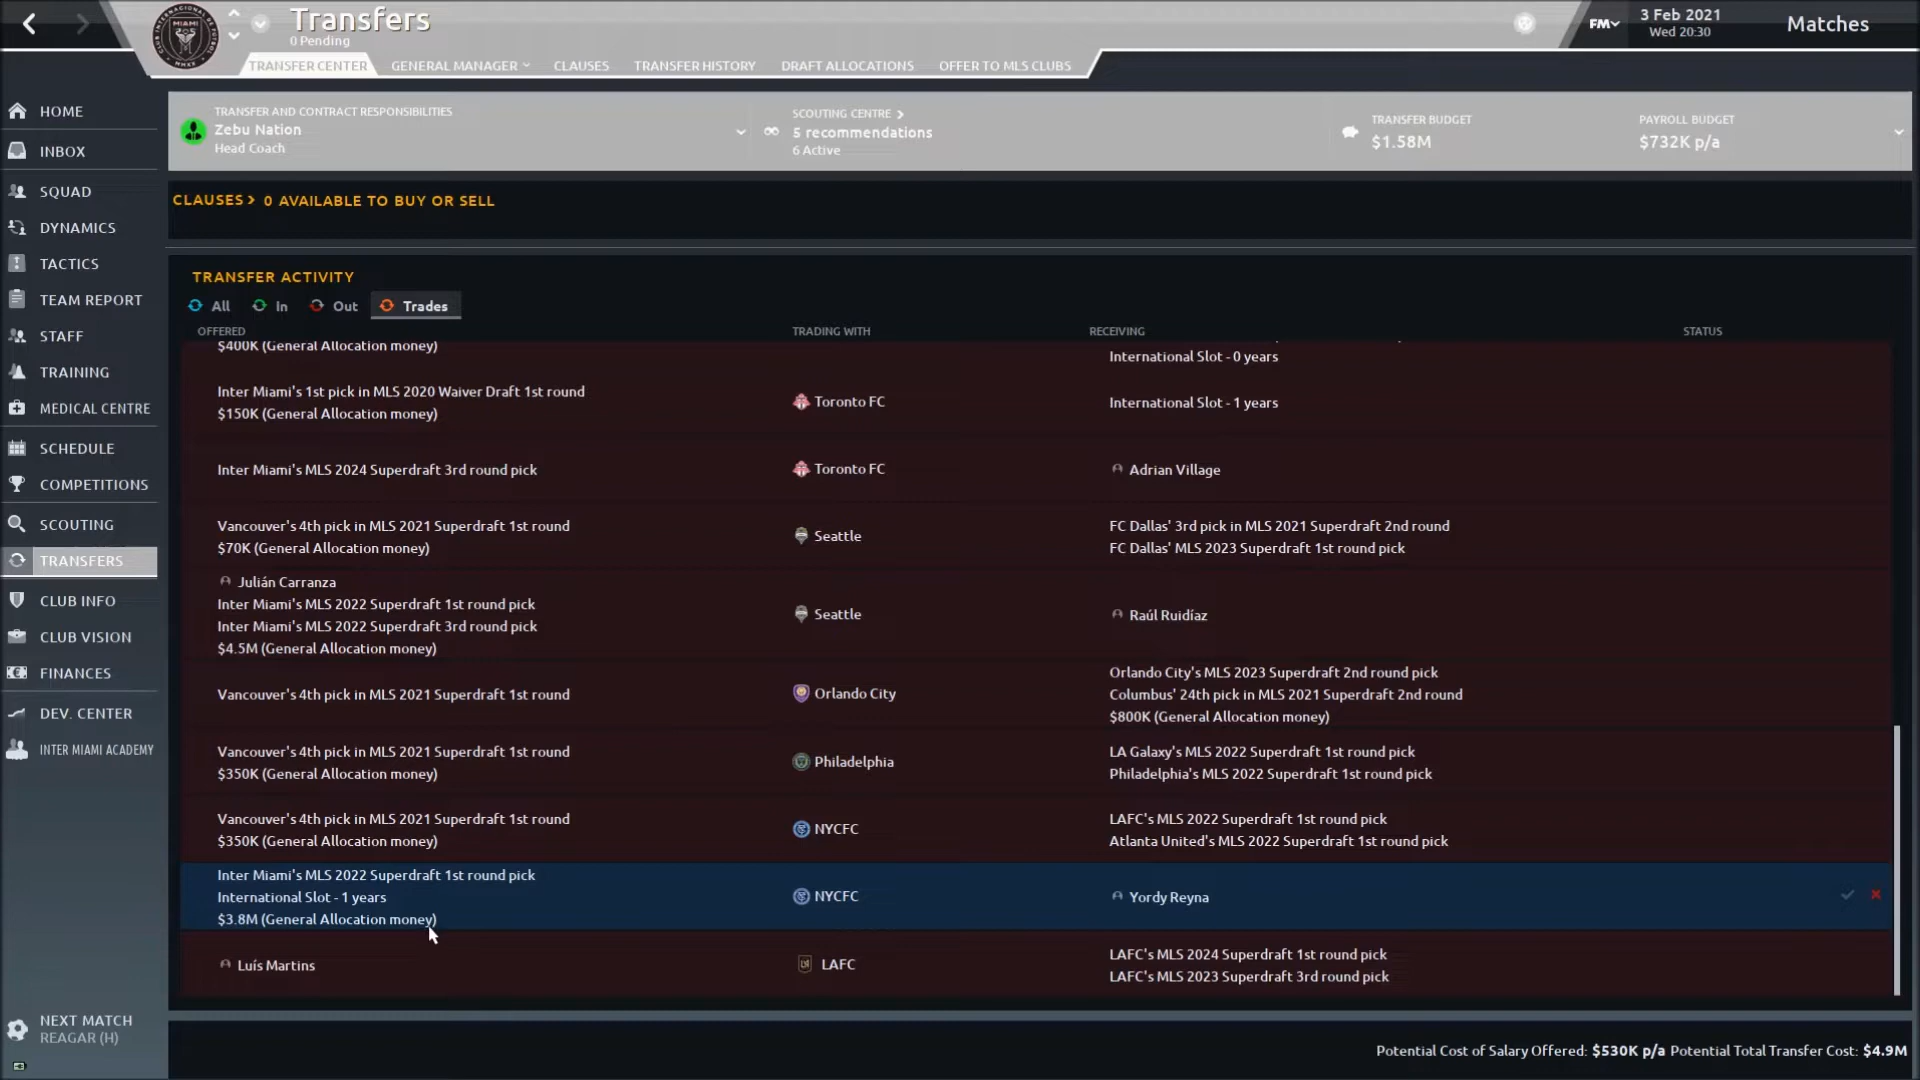 Transfers
0 Pending
FM
3 Feb 2021
Wed 20:30
Matches
TRANSFER CENTER
GENERAL MANAGER
CLAUSES
TRANSFER HISTORY
DRAFT ALLOCATIONS
OFFER TO MLS CLUBS
HOME
INBOX
SQUAD
DYNAMICS
TACTICS
TEAM REPORT
STAFF
TRAINING
MEDICAL CENTRE
SCHEDULE
COMPETITIONS
SCOUTING
TRANSFERS
CLUB INFO
CLUB VISION
FINANCES
DEV. CENTER
INTER MIAMI ACADEMY
NEXT MATCH
REAGAR (H)
TRANSFER AND CONTRACT RESPONSIBILITIES
Zebu Nation
Head Coach
SCOUTING CENTRE >
5 recommendations
6 Active
TRANSFER BUDGET
$1.58M
PAYROLL BUDGET
$732K p/a
CLAUSES > 0 AVAILABLE TO BUY OR SELL
TRANSFER ACTIVITY
All In Out Trades
OFFERED TRADING WITH RECEIVING STATUS
$400K (General Allocation money)
International Slot - 0 years
Inter Miami's 1st pick in MLS 2020 Waiver Draft 1st round
$150K (General Allocation money)
Toronto FC
International Slot - 1 years
Inter Miami's MLS 2024 Superdraft 3rd round pick
Toronto FC
Adrian Village
Vancouver's 4th pick in MLS 2021 Superdraft 1st round
$70K (General Allocation money)
Seattle
FC Dallas' 3rd pick in MLS 2021 Superdraft 2nd round
FC Dallas' MLS 2023 Superdraft 1st round pick
Julián Carranza
Inter Miami's MLS 2022 Superdraft 1st round pick
Inter Miami's MLS 2022 Superdraft 3rd round pick
$4.5M (General Allocation money)
Seattle
Raúl Ruidíaz
Vancouver's 4th pick in MLS 2021 Superdraft 1st round
Orlando City
Orlando City's MLS 2023 Superdraft 2nd round pick
Columbus' 24th pick in MLS 2021 Superdraft 2nd round
$800K (General Allocation money)
Vancouver's 4th pick in MLS 2021 Superdraft 1st round
$350K (General Allocation money)
Philadelphia
LA Galaxy's MLS 2022 Superdraft 1st round pick
Philadelphia's MLS 2022 Superdraft 1st round pick
Vancouver's 4th pick in MLS 2021 Superdraft 1st round
$350K (General Allocation money)
NYCFC
LAFC's MLS 2022 Superdraft 1st round pick
Atlanta United's MLS 2022 Superdraft 1st round pick
Inter Miami's MLS 2022 Superdraft 1st round pick
International Slot - 1 years
$3.8M (General Allocation money)
NYCFC
Yordy Reyna
Luís Martins
LAFC
LAFC's MLS 2024 Superdraft 1st round pick
LAFC's MLS 2023 Superdraft 3rd round pick
Potential Cost of Salary Offered: $530K p/a Potential Total Transfer Cost: $4.9M